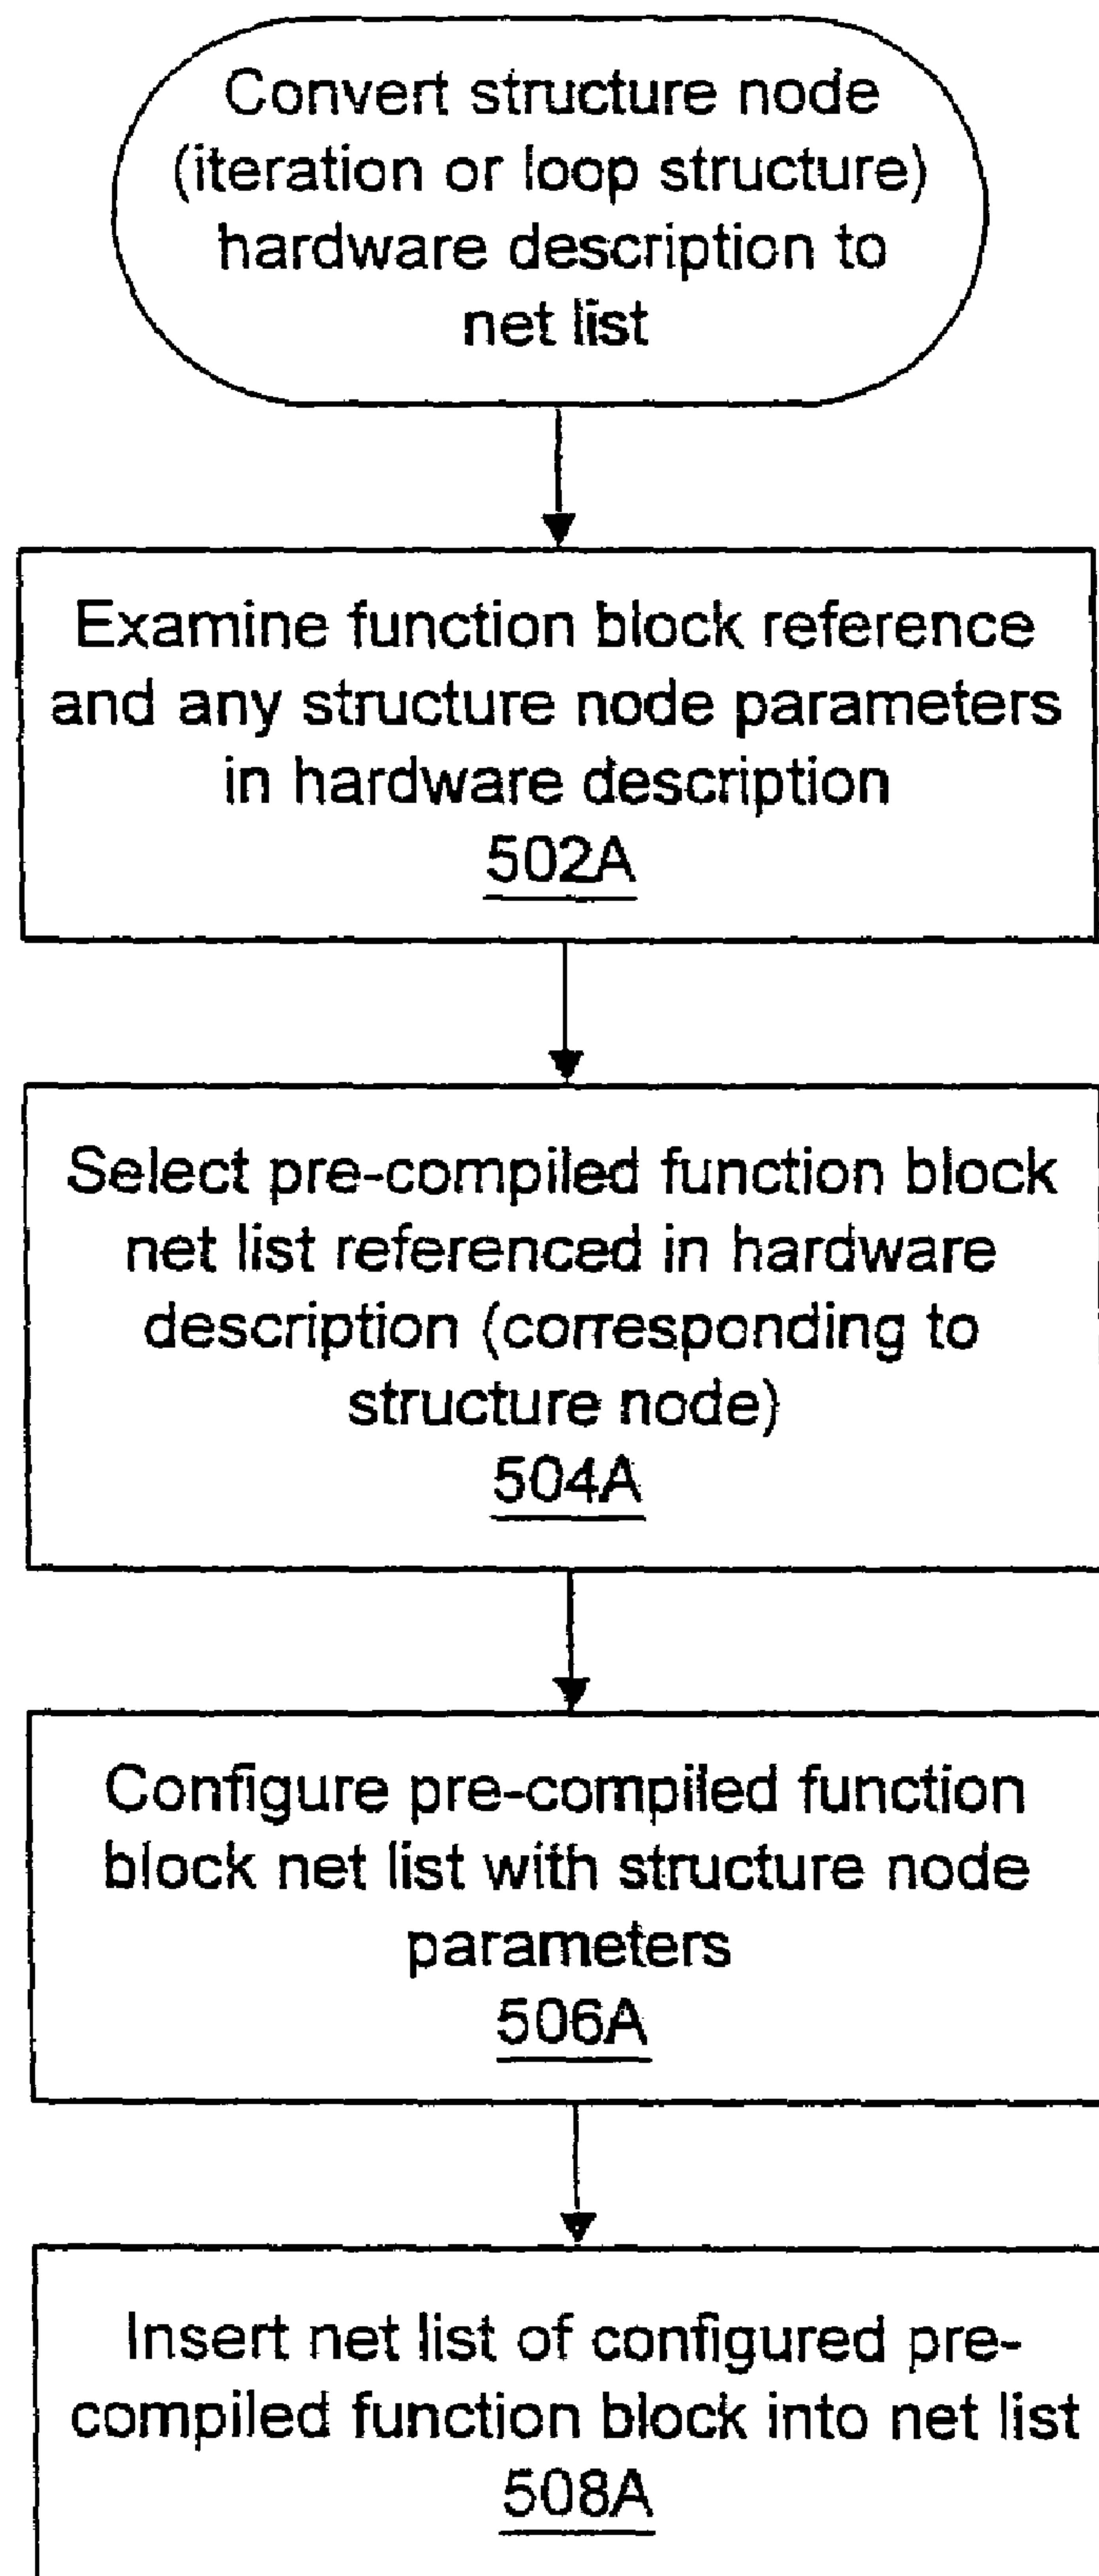 Convert structure node
(iteration or loop structure)
hardware description to
net list
Examine function block reference
and any structure node parameters
in hardware description
502A
Select pre-compiled function block
net list referenced in hardware
description (corresponding to
structure node)
504A
Configure pre-compiled function
block net list with structure node
parameters
506A
Insert net list of configured pre-
compiled function block into net list
508A